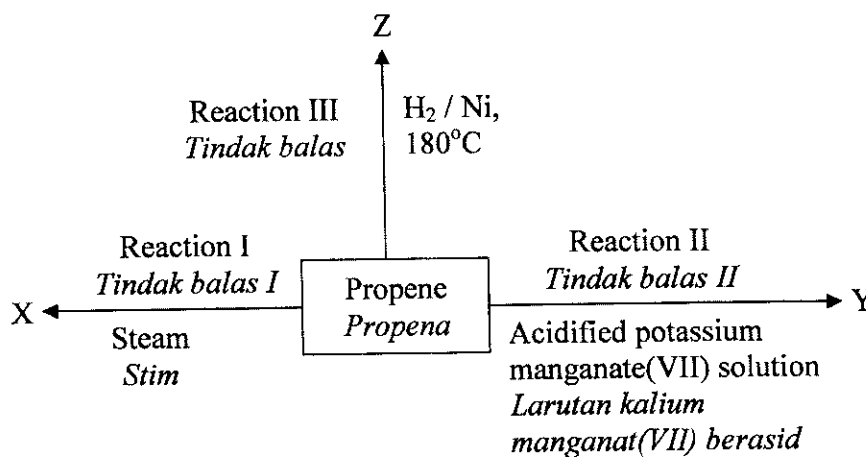 Z
Reaction III
Tindak balas
H₂ / Ni,
180°C
Reaction I
Tindak balas I
X
Steam
Stim
Propene
Propena
Reaction II
Tindak balas II
Y
Acidified potassium
manganate(VII) solution
Larutan kalium
manganat(VII) berasid